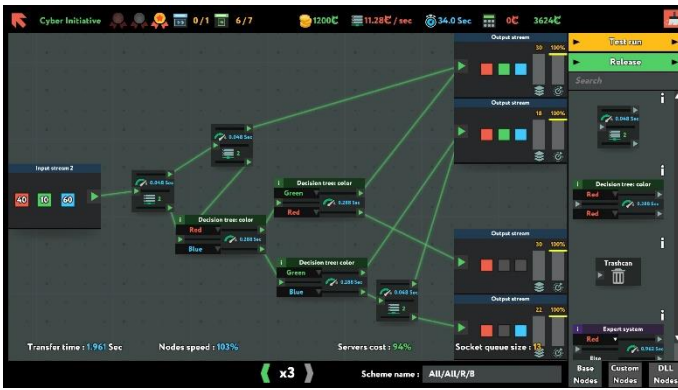 Cyber Initiative
0/1
6/7
1200₾
11.28₾ / sec
34.0 Sec
0₾
3624₾
Output stream
30 100%
Output stream
18 100%
Output stream
30 100%
Output stream
22 100%
Input stream 2
40 10 60
0.048 Sec
2
0.048 Sec
2
Decision tree: color
Red
0.288 Sec
Blue
Decision tree: color
Green
0.288 Sec
Red
Decision tree: color
Green
0.288 Sec
Blue
0.048 Sec
2
Test run
Release
Search
0.048 Sec
2
Decision tree: color
Red
0.288 Sec
Red
Trashcan
Expert system
Red
0.962 Sec
Else
Transfer time : 1.961 Sec
Nodes speed : 103%
Servers cost : 94%
Socket queue size : 13
x3
Scheme name : All/All/R/B
Base Nodes
Custom Nodes
DLL Nodes